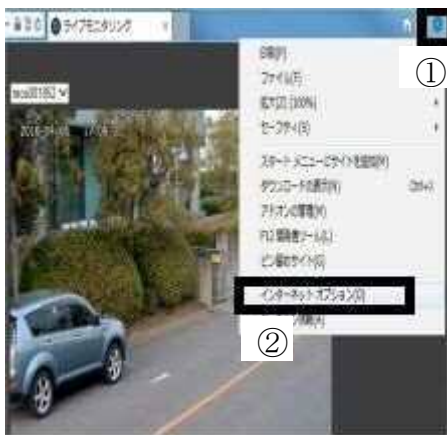 ライブモニタリング
①
印刷(P)
ファイル(F)
拡大(Z) (100%)
セーフティ(S)
スタート メニューにサイトを追加(M)
ダウンロードの表示(N) Ctrl+J
アドオンの管理(M)
F12 開発者ツール(L)
ピン留めサイト(G)
インターネット オプション(O)
②